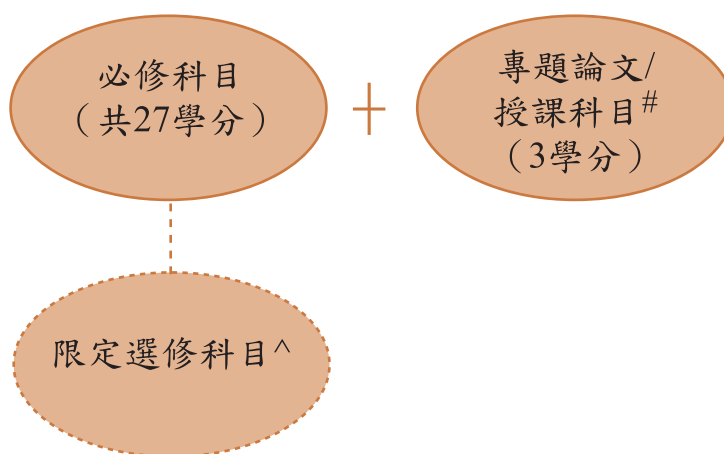 必修科目
（共27學分）
+
專題論文/
授課科目#
（3學分）
限定選修科目^